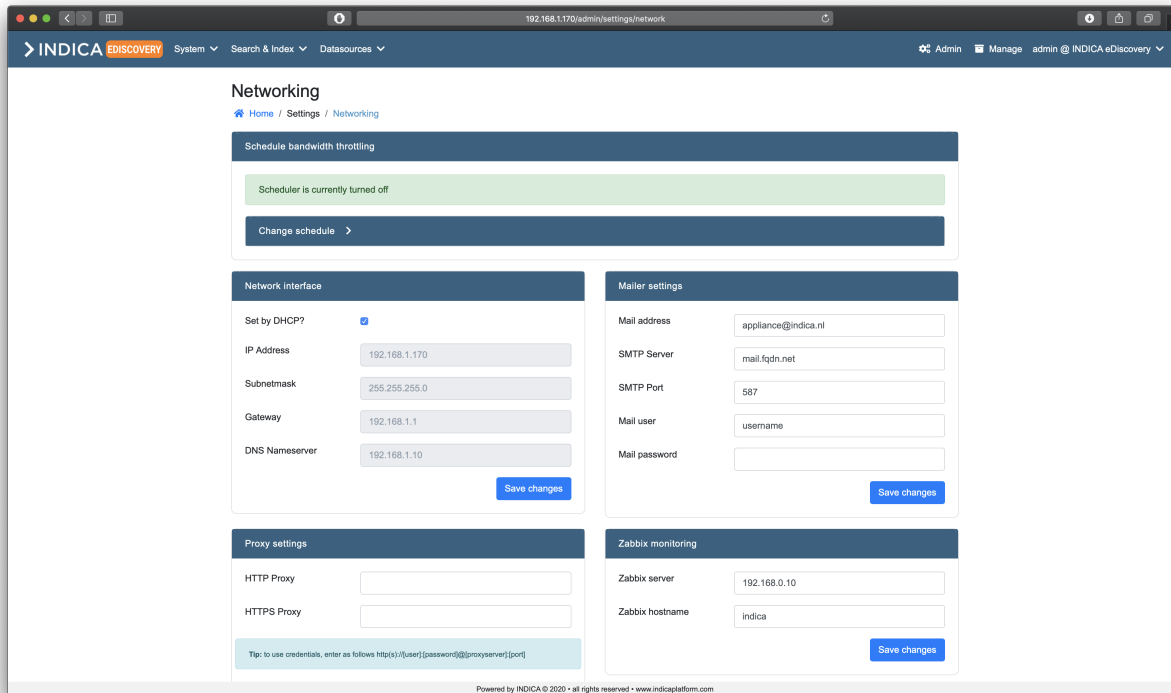 192.168.1.170/admin/settings/network
INDICA EDISCOVERY System Search & Index Datasources Admin Manage admin @ INDICA eDiscovery
Networking
Home / Settings / Networking
Schedule bandwidth throttling
Scheduler is currently turned off
Change schedule
Network interface
Set by DHCP?
IP Address 192.168.1.170
Subnetmask 255.255.255.0
Gateway 192.168.1.1
DNS Nameserver 192.168.1.10
Save changes
Mailer settings
Mail address appliance@indica.nl
SMTP Server mail.fqdn.net
SMTP Port 587
Mail user username
Mail password
Save changes
Proxy settings
HTTP Proxy
HTTPS Proxy
Tip: to use credentials, enter as follows http(s)://[user]:[password]@[proxyserver]:[port]
Zabbix monitoring
Zabbix server 192.168.0.10
Zabbix hostname indica
Save changes
Powered by INDICA © 2020 • all rights reserved • www.indicaplatform.com